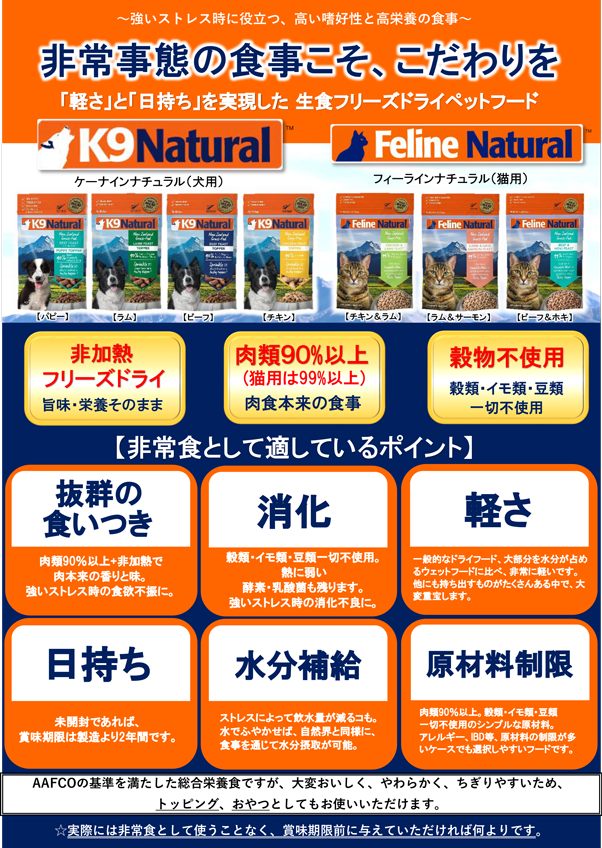 ～強いストレス時に役立つ、高い嗜好性と高栄養の食事～
非常事態の食事こそ、こだわりを
「軽さ」と「日持ち」を実現した 生食フリーズドライペットフード
K9Natural™
Feline Natural™
ケーナインナチュラル（犬用）
フィーラインナチュラル（猫用）
K9Natural
K9Natural
K9Natural
K9Natural
Feline Natural
Feline Natural
Feline Natural
【パピー】
【ラム】
【ビーフ】
【チキン】
【チキン＆ラム】
【ラム＆サーモン】
【ビーフ＆ホキ】
非加熱
フリーズドライ
旨味・栄養そのまま
肉類90%以上
（猫用は99%以上）
肉食本来の食事
穀物不使用
穀類・イモ類・豆類
一切不使用
【非常食として適しているポイント】
抜群の
食いつき
肉類90%以上+非加熱で
肉本来の香りと味。
強いストレス時の食欲不振に。
消化
穀類・イモ類・豆類一切不使用。
熱に弱い
酵素・乳酸菌も残ります。
強いストレス時の消化不良に。
軽さ
一般的なドライフード、大部分を水分が占め
るウェットフードに比べ、非常に軽いです。
他にも持ち出すものがたくさんある中で、大
変重宝します。
日持ち
未開封であれば、
賞味期限は製造より2年間です。
水分補給
ストレスによって飲水量が減るコも。
水でふやかせば、自然界と同様に、
食事を通じて水分摂取が可能。
原材料制限
肉類90%以上。穀類・イモ類・豆類
一切不使用のシンプルな原材料。
アレルギー、IBD等、原材料の制限が多
いケースでも選択しやすいフードです。
AAFCOの基準を満たした総合栄養食ですが、大変おいしく、やわらかく、ちぎりやすいため、
トッピング、おやつとしてもお使いいただけます。
☆実際には非常食として使うことなく、賞味期限前に与えていただければ何よりです。